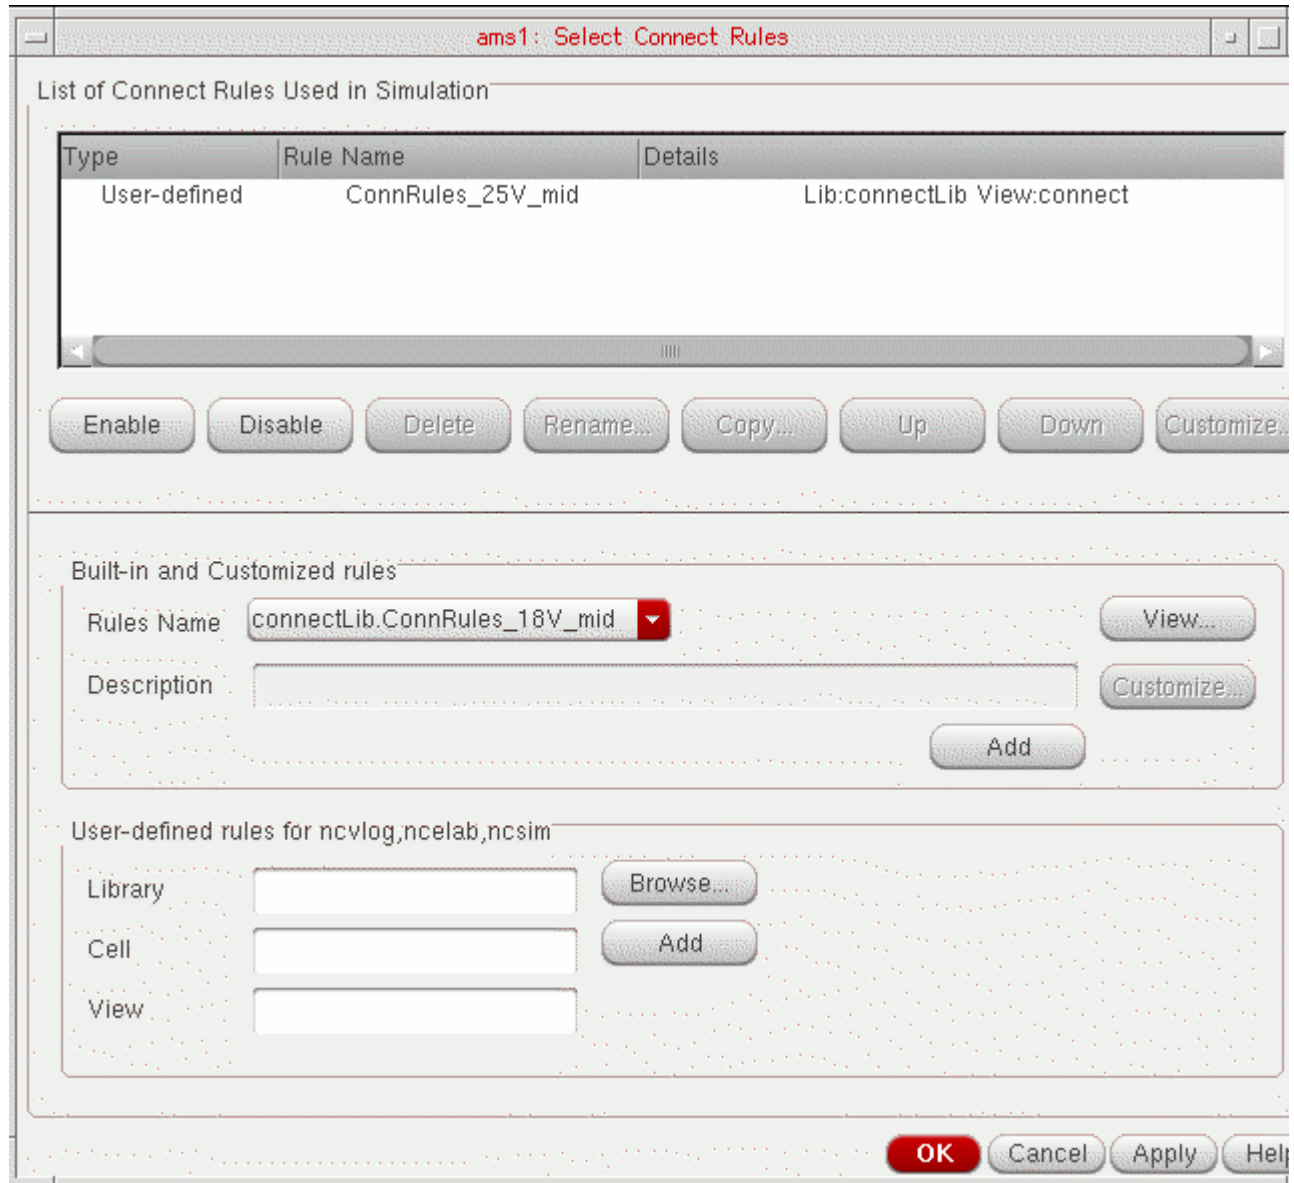 ams1: Select Connect Rules
List of Connect Rules Used in Simulation
Type Rule Name Details
User-defined ConnRules_25V_mid Lib:connectLib View:connect
Enable Disable Delete Rename... Copy... Up Down Customize..
Built-in and Customized rules
Rules Name connectLib.ConnRules_18V_mid View...
Description Customize...
Add
User-defined rules for ncvlog,ncelab,ncsim
Library Browse...
Cell Add
View
OK Cancel Apply Help